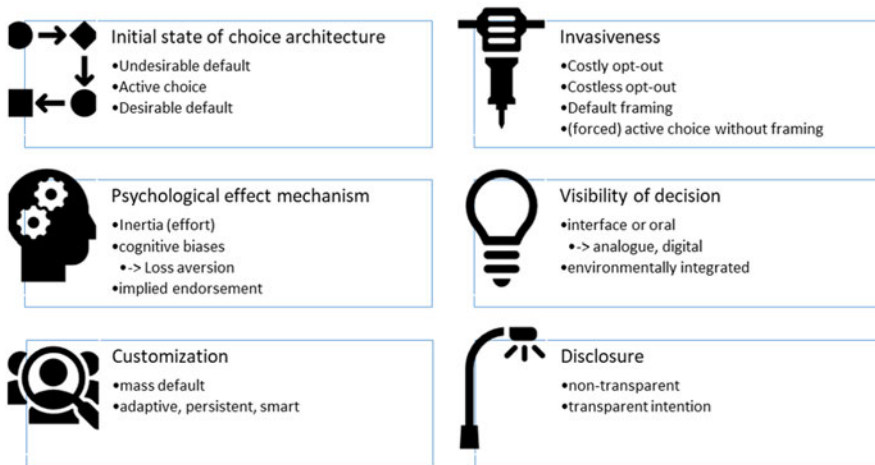 Initial state of choice architecture
•Undesirable default
•Active choice
•Desirable default
Invasiveness
•Costly opt-out
•Costless opt-out
•Default framing
•(forced) active choice without framing
Psychological effect mechanism
•Inertia (effort)
•cognitive biases
•-> Loss aversion
•implied endorsement
Visibility of decision
•interface or oral
•-> analogue, digital
•environmentally integrated
Customization
•mass default
•adaptive, persistent, smart
Disclosure
•non-transparent
•transparent intention